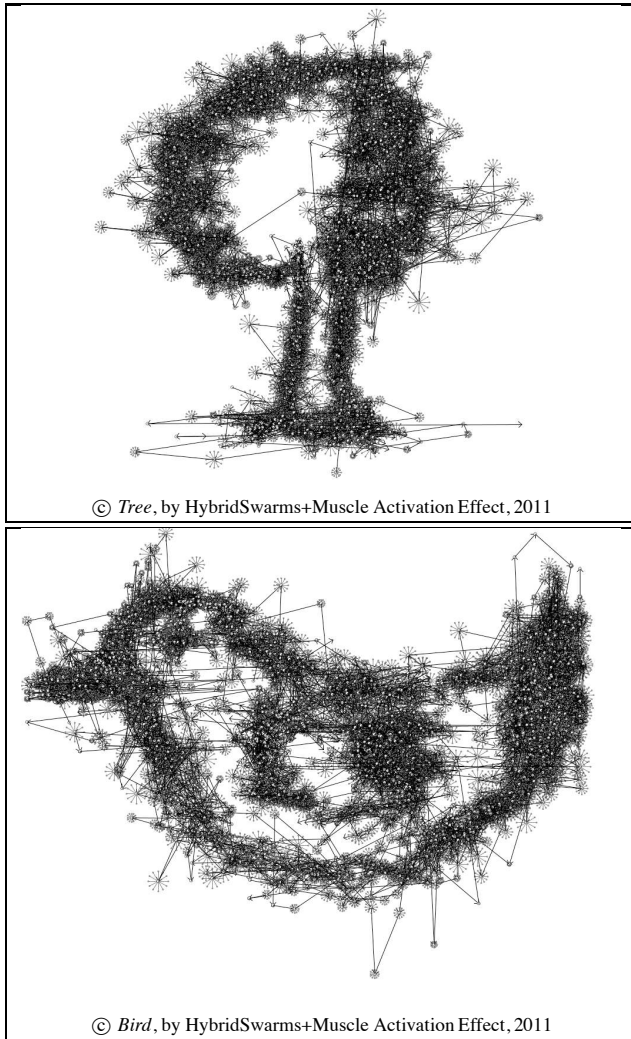 © Tree, by HybridSwarms+Muscle Activation Effect, 2011
© Bird, by HybridSwarms+Muscle Activation Effect, 2011